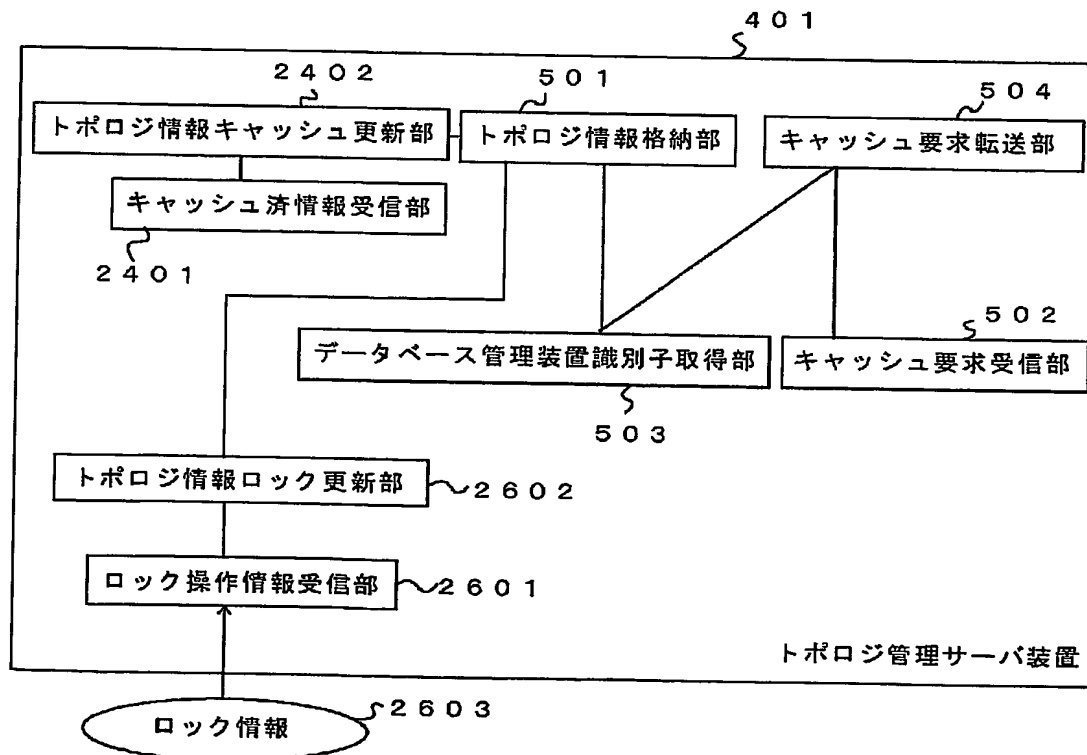 401
2402
501
504
トポロジ情報キャッシュ更新部
トポロジ情報格納部
キャッシュ要求転送部
キャッシュ済情報受信部
2401
502
データベース管理装置識別子取得部
キャッシュ要求受信部
503
トポロジ情報ロック更新部
2602
ロック操作情報受信部
2601
トポロジ管理サーバ装置
ロック情報
2603